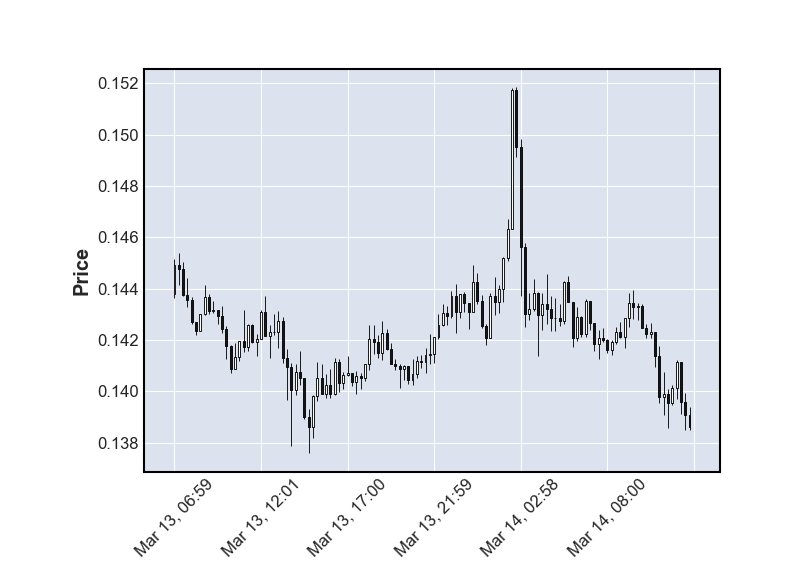 0.152
0.150
0.148
0.146
0.144
0.142
0.140
0.138
Price
Mar 13, 06:59
Mar 13, 12:01
Mar 13, 17:00
Mar 13, 21:59
Mar 14, 02:58
Mar 14, 08:00